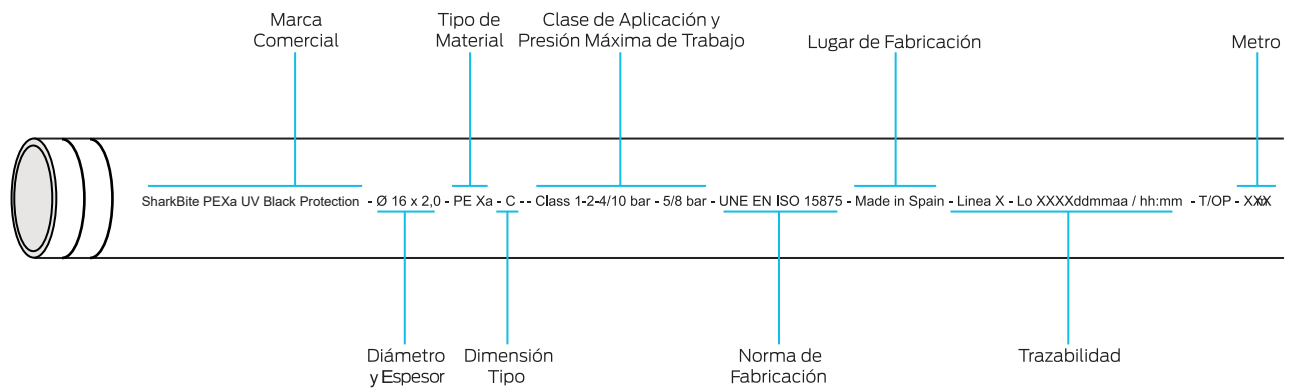 Marca
Comercial
Tipo de
Material
Clase de Aplicación y
Presión Máxima de Trabajo
Lugar de Fabricación
Metro
SharkBite PEXa UV Black Protection - Ø 16 x 2,0 - PE Xa - C -- Class 1-2-4/10 bar - 5/8 bar - UNE EN ISO 15875 - Made in Spain - Linea X - Lo XXXXddmmaa / hh:mm - T/OP -
Diámetro
y Espesor
Dimensión
Tipo
Norma de
Fabricación
Trazabilidad